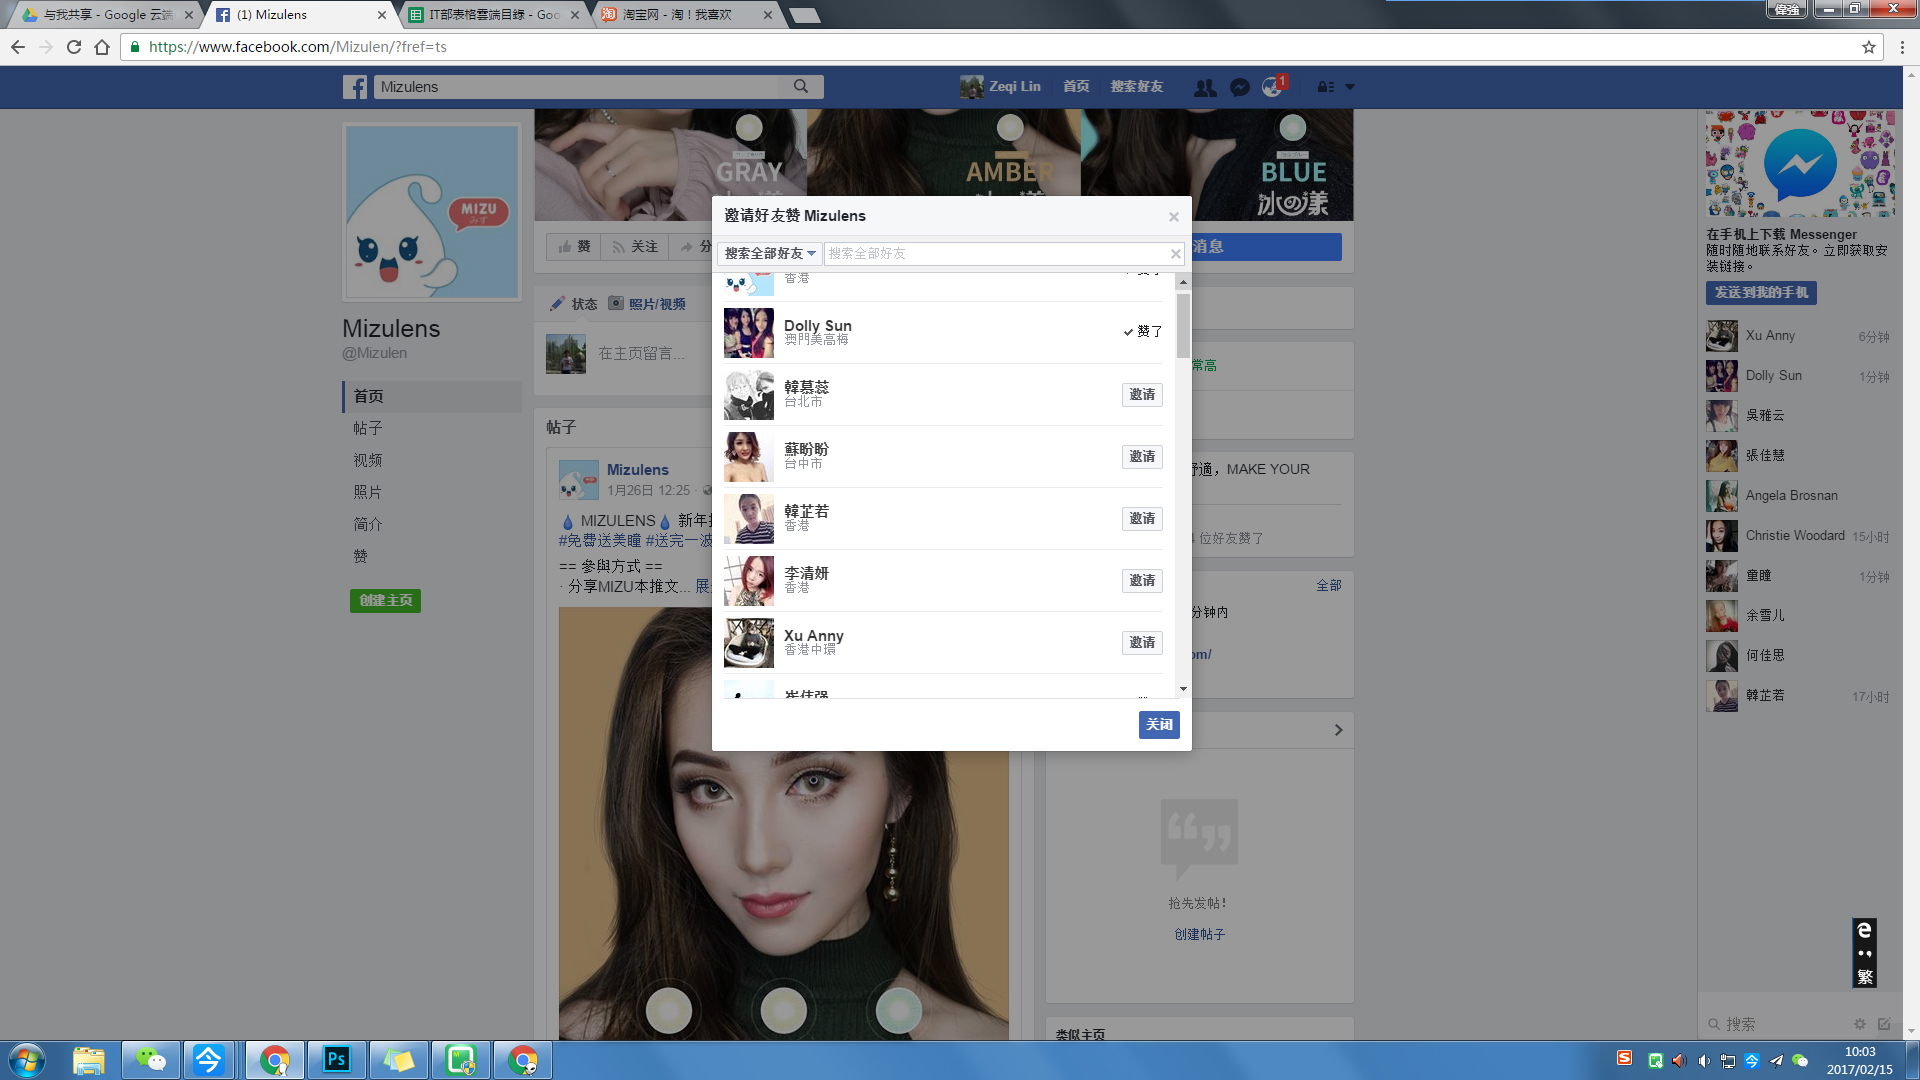 与我共享 - Google 云端
(1) Mizulens
IT部表格雲端目錄 - Goo
淘宝网 - 淘！我喜欢
偉強
https://www.facebook.com/Mizulen/?fref=ts
Mizulens
Zeqi Lin
首页
搜索好友
1
GRAY
AMBER
BLUE
冰の漾
MIZU
みず
Mizulens
@Mizulen
首页
帖子
视频
照片
简介
赞
创建主页
赞
关注
分
消息
状态
照片/视频
在主页留言...
帖子
Mizulens
1月26日 12:25 ·
MIZULENS 新年
#免費送美瞳 #送完一波
== 參與方式 ==
· 分享MIZU本推文... 展
邀请好友赞 Mizulens
搜索全部好友
搜索全部好友
香港
Dolly Sun
澳門美高梅
赞了
韓慕蕊
台北市
邀请
蘇盼盼
台中市
邀请
韓芷若
香港
邀请
李清妍
香港
邀请
Xu Anny
香港中環
邀请
崔佳强
关闭
常高
舒適，MAKE YOUR
位好友赞了
全部
分钟内
om/
抢先发帖！
创建帖子
类似主页
在手机上下载 Messenger
随时随地联系好友。立即获取安
装链接。
发送到我的手机
Xu Anny 6分钟
Dolly Sun 1分钟
吳雅云
張佳慧
Angela Brosnan
Christie Woodard 15小时
童瞳 1分钟
余雪儿
何佳思
韓芷若 17小时
繁
搜索
Ps
10:03
2017/02/15